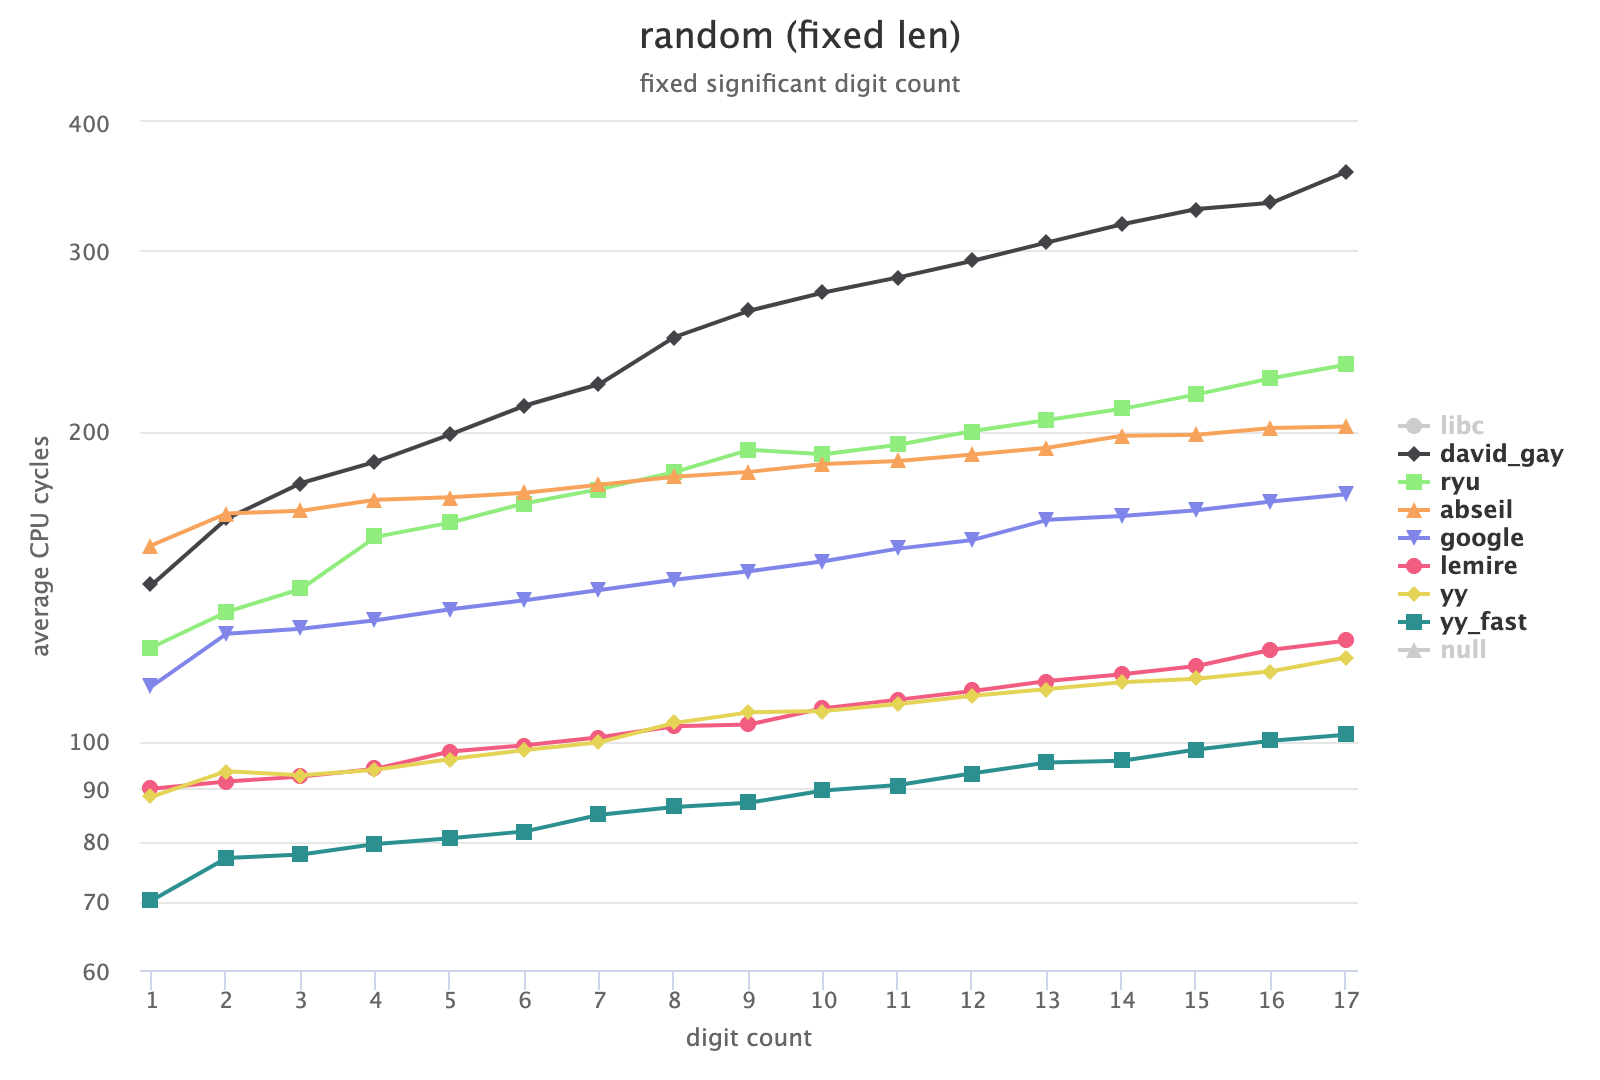 random (fixed len)
fixed significant digit count
average CPU cycles
400
300
200
100
90
80
70
60
1 2 3 4 5 6 7 8 9 10 11 12 13 14 15 16 17
digit count
libc
david_gay
ryu
abseil
google
lemire
yy
yy_fast
null